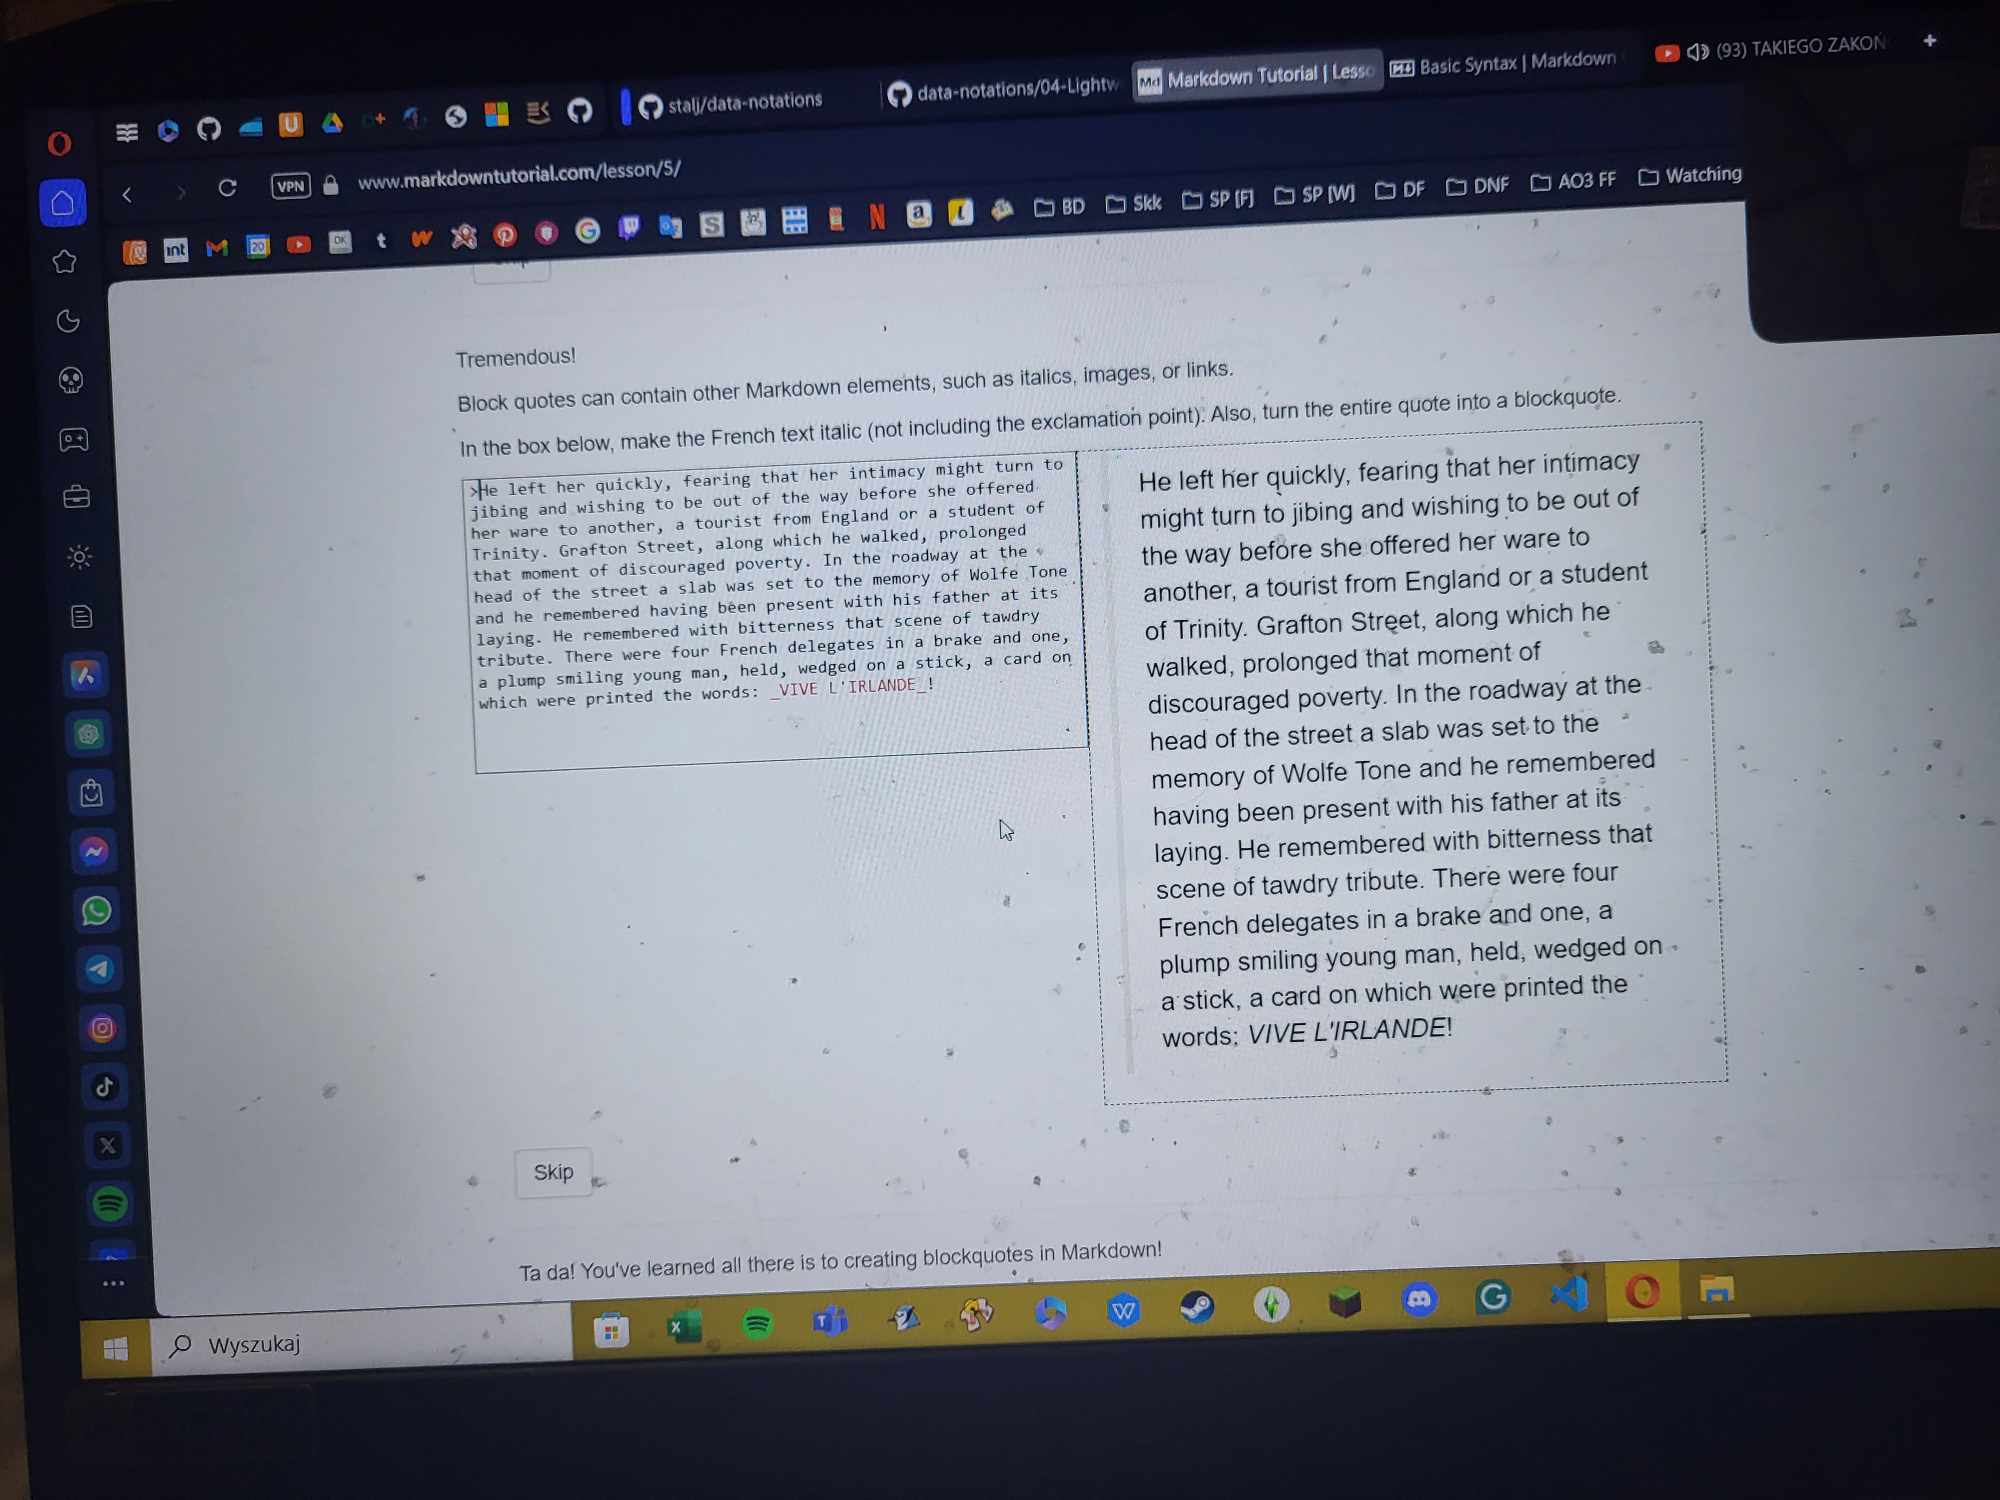 stalj/data-notations
data-notations/04-Lightw
Markdown Tutorial | Lesso
Basic Syntax | Markdown
(93) TAKIEGO ZAKOŃ
VPN
www.markdowntutorial.com/lesson/5/
int
20
OK
BD
Skk
SP [F]
SP [W]
DF
DNF
AO3 FF
Watching
Tremendous!
Block quotes can contain other Markdown elements, such as italics, images, or links.
In the box below, make the French text italic (not including the exclamation point). Also, turn the entire quote into a blockquote.
>He left her quickly, fearing that her intimacy might turn to
jibing and wishing to be out of the way before she offered
her ware to another, a tourist from England or a student of
Trinity. Grafton Street, along which he walked, prolonged
that moment of discouraged poverty. In the roadway at the
head of the street a slab was set to the memory of Wolfe Tone
and he remembered having been present with his father at its
laying. He remembered with bitterness that scene of tawdry
tribute. There were four French delegates in a brake and one,
a plump smiling young man, held, wedged on a stick, a card on
which were printed the words: _VIVE L'IRLANDE_!
He left her quickly, fearing that her intimacy
might turn to jibing and wishing to be out of
the way before she offered her ware to
another, a tourist from England or a student
of Trinity. Grafton Street, along which he
walked, prolonged that moment of
discouraged poverty. In the roadway at the
head of the street a slab was set to the
memory of Wolfe Tone and he remembered
having been present with his father at its
laying. He remembered with bitterness that
scene of tawdry tribute. There were four
French delegates in a brake and one, a
plump smiling young man, held, wedged on
a stick, a card on which were printed the
words: VIVE L'IRLANDE!
Skip
Ta da! You've learned all there is to creating blockquotes in Markdown!
Wyszukaj